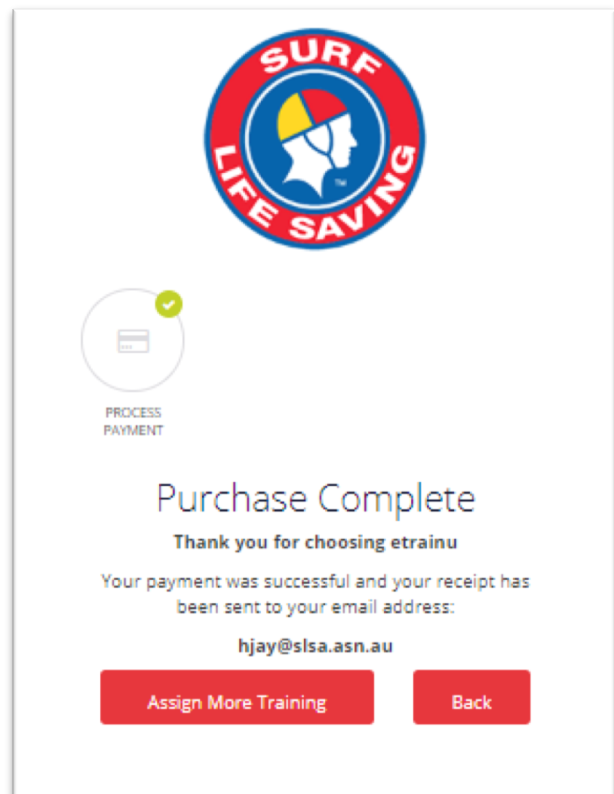 SURF
LIFE SAVING
TM
PROCESS
PAYMENT
Purchase Complete
Thank you for choosing etrainu
Your payment was successful and your receipt has
been sent to your email address:
hjay@slsa.asn.au
Assign More Training
Back